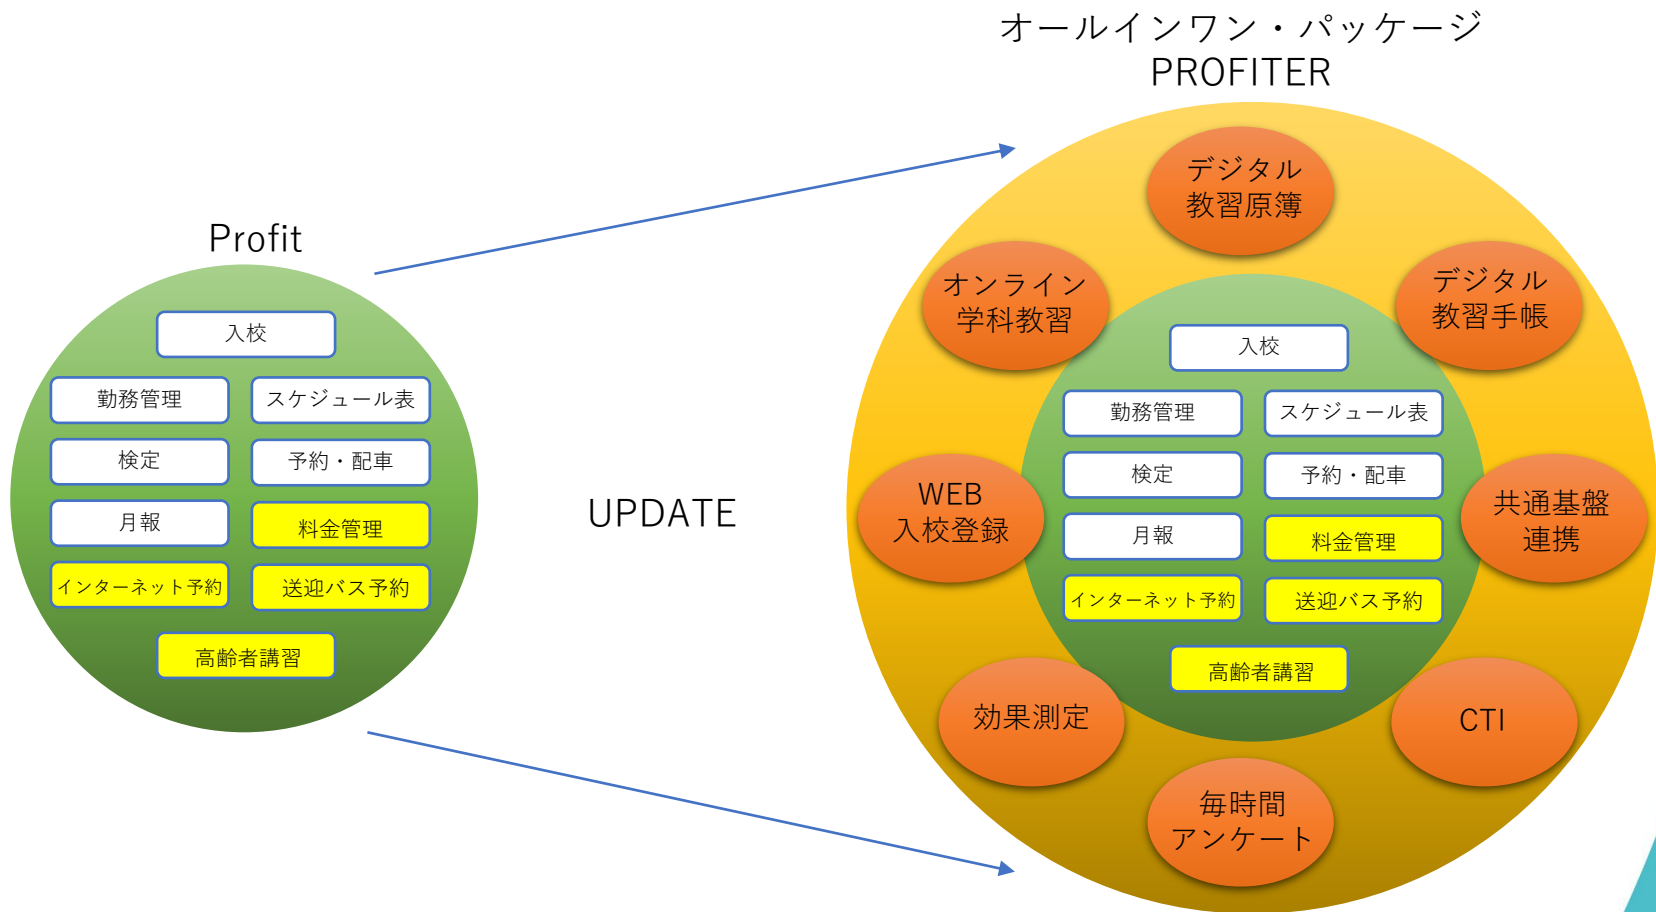 オールインワン・パッケージ
PROFITER
Profit
入校
勤務管理
スケジュール表
検定
予約・配車
月報
料金管理
インターネット予約
送迎バス予約
高齢者講習
UPDATE
デジタル
教習原簿
オンライン
学科教習
デジタル
教習手帳
WEB
入校登録
共通基盤
連携
効果測定
CTI
毎時間
アンケート
入校
勤務管理
スケジュール表
検定
予約・配車
月報
料金管理
インターネット予約
送迎バス予約
高齢者講習